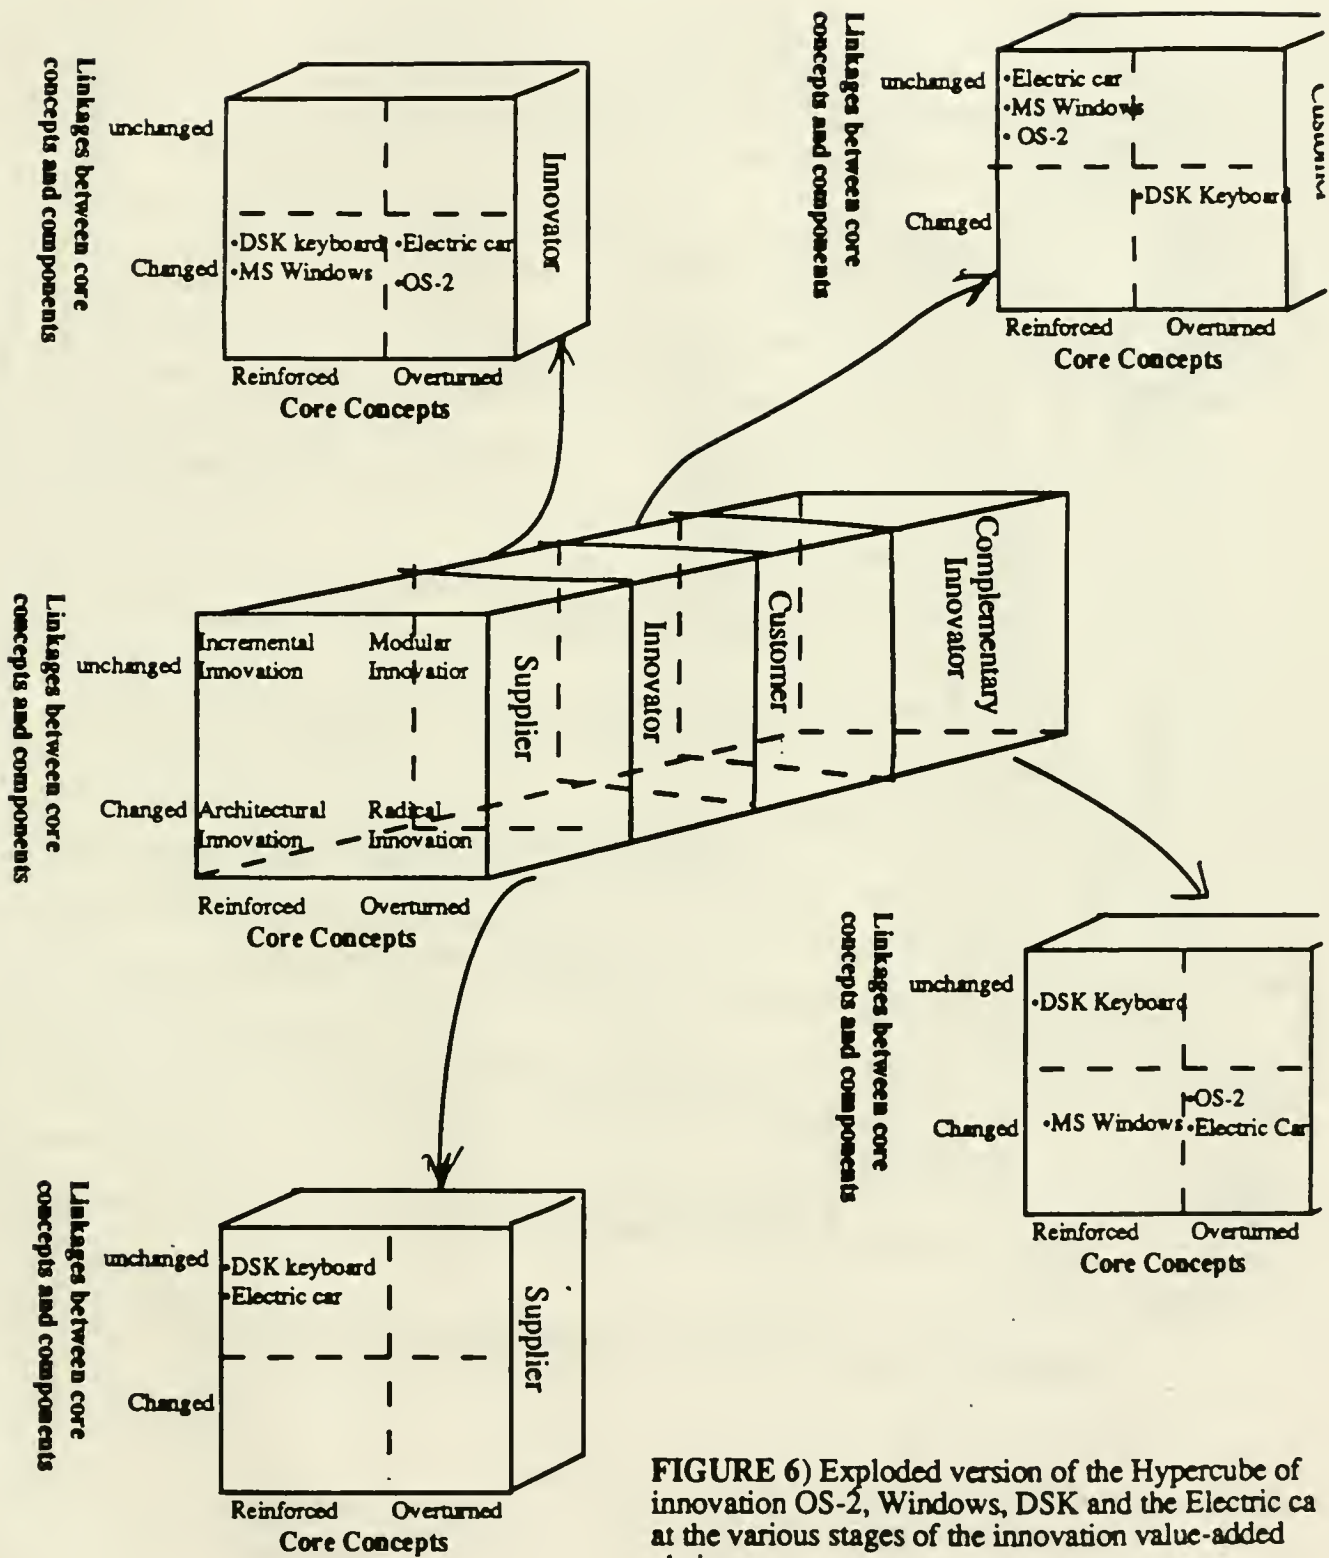 Linkages between core
concepts and components
unchanged
Changed
•DSK keyboard
•MS Windows
•Electric car
•OS-2
Innovator
Reinforced
Overturned
Core Concepts
Linkages between core
concepts and components
unchanged
Changed
•Electric car
•MS Windows
• OS-2
•DSK Keyboard
Reinforced
Overturned
Core Concepts
Linkages between core
concepts and components
unchanged
Changed
Incremental
Innovation
Modular
Innovatior
Architectural
Innovation
Radical
Innovation
Supplier
Innovator
Customer
Complementary
Innovator
Reinforced
Overturned
Core Concepts
Linkages between core
concepts and components
unchanged
Changed
•DSK Keyboard
•MS Windows
•OS-2
•Electric Car
Reinforced
Overturned
Core Concepts
Linkages between core
concepts and components
unchanged
Changed
•DSK keyboard
•Electric car
Supplier
Reinforced
Overturned
Core Concepts
FIGURE 6) Exploded version of the Hypercube of
innovation OS-2, Windows, DSK and the Electric ca
at the various stages of the innovation value-added